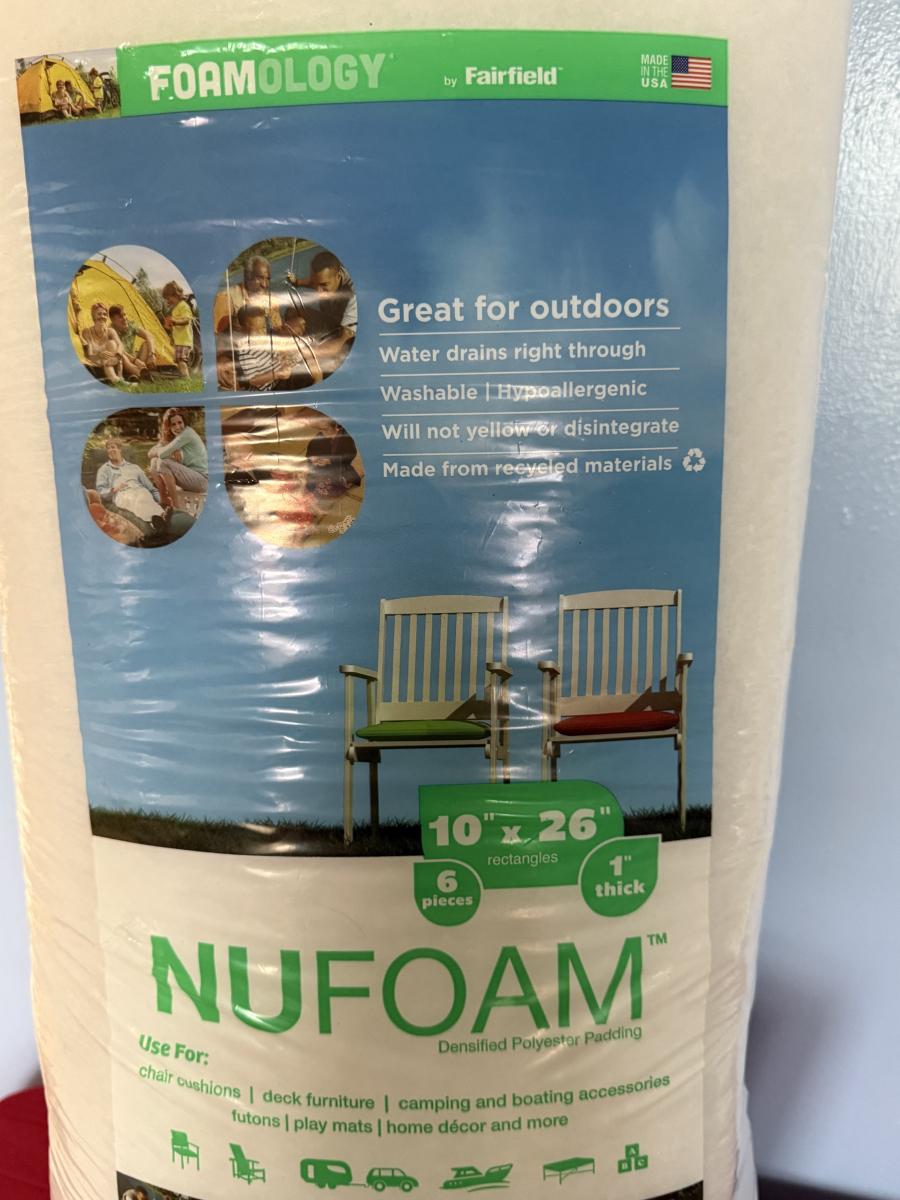 FOAMOLOGY by Fairfield™ MADE IN THE USA
Great for outdoors
Water drains right through
Washable | Hypoallergenic
Will not yellow or disintegrate
Made from recycled materials
10" x 26"
rectangles
6
pieces
1"
thick
NUFOAM™
Densified Polyester Padding
Use For:
chair cushions | deck furniture | camping and boating accessories
futons | play mats | home décor and more
A
B C